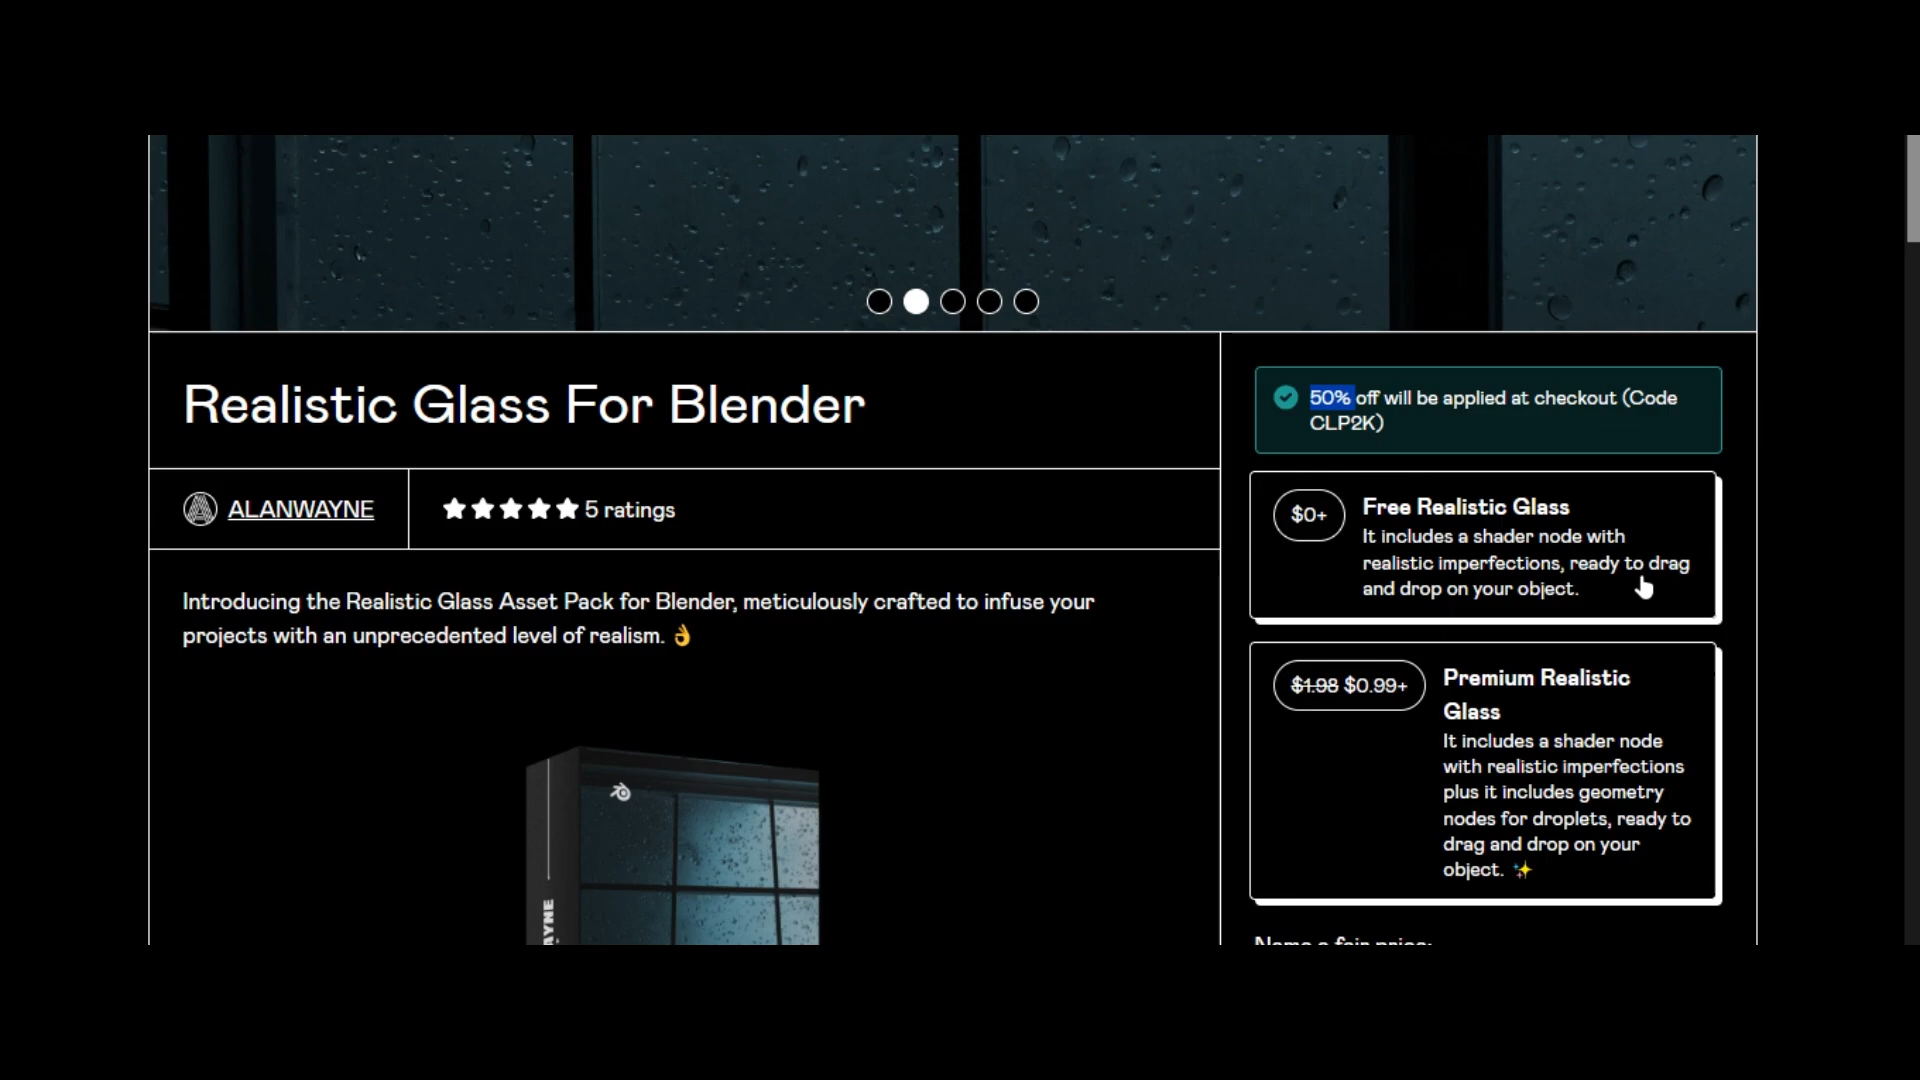 Realistic Glass For Blender
ALANWAYNE
5 ratings
Introducing the Realistic Glass Asset Pack for Blender, meticulously crafted to infuse your
projects with an unprecedented level of realism. 👌
AYNE
50% off will be applied at checkout (Code
CLP2K)
$0+
Free Realistic Glass
It includes a shader node with
realistic imperfections, ready to drag
and drop on your object.
$1.98 $0.99+
Premium Realistic
Glass
It includes a shader node
with realistic imperfections
plus it includes geometry
nodes for droplets, ready to
drag and drop on your
object. ✨
Name a fair price: